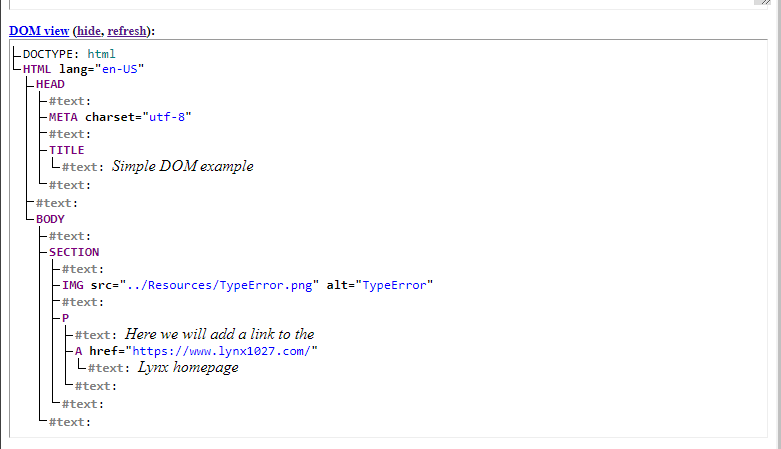 DOM view (hide, refresh):
DOCTYPE: html
HTML lang="en-US"
HEAD
#text:
META charset="utf-8"
#text:
TITLE
#text: Simple DOM example
#text:
#text:
BODY
#text:
SECTION
#text:
IMG src="../Resources/TypeError.png" alt="TypeError"
#text:
P
#text: Here we will add a link to the
A href="https://www.lynx1027.com/"
#text: Lynx homepage
#text:
#text:
#text: